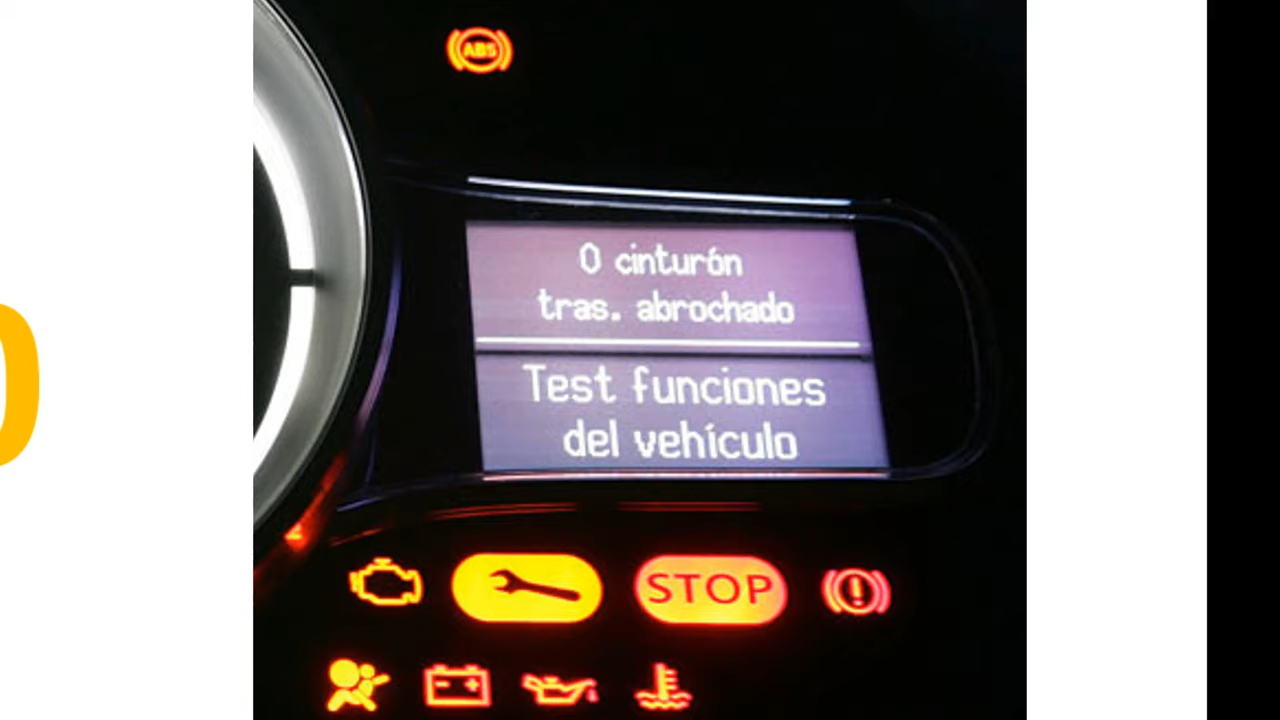 ABS
0 cinturón
tras. abrochado
Test funciones
del vehículo
STOP